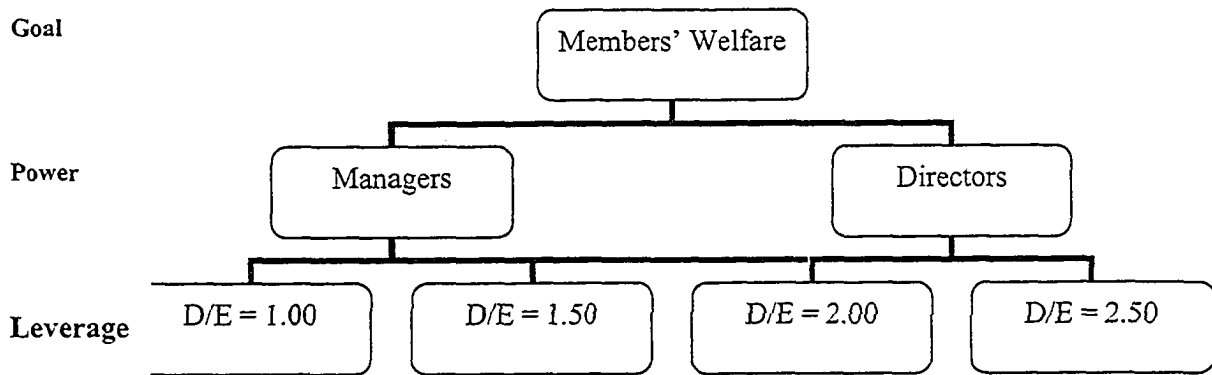 Goal
Members' Welfare
Power
Managers
Directors
Leverage
D/E = 1.00
D/E = 1.50
D/E = 2.00
D/E = 2.50